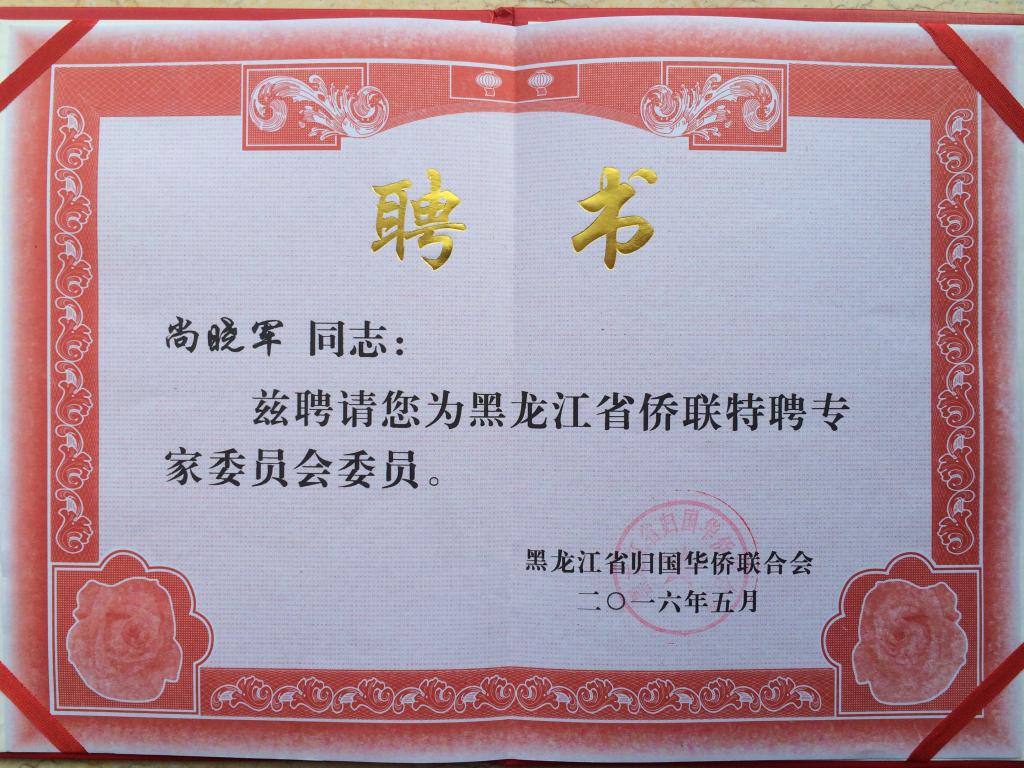 聘书
尚晓军 同志：
兹聘请您为黑龙江省侨联特聘专
家委员会委员。
黑龙江省归国华侨联合会
二〇一六年五月